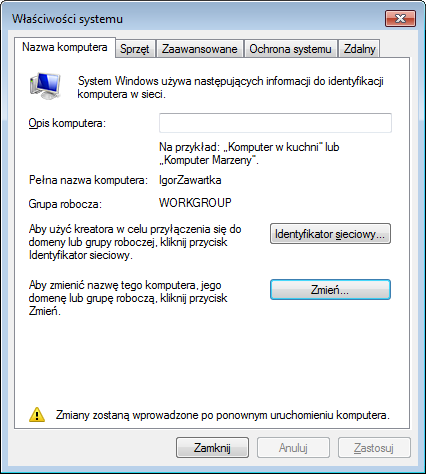 Właściwości systemu
Nazwa komputera Sprzęt Zaawansowane Ochrona systemu Zdalny
System Windows używa następujących informacji do identyfikacji
komputera w sieci.
Opis komputera:
Na przykład: „Komputer w kuchni” lub
„Komputer Marzeny”.
Pełna nazwa komputera: IgorZawartka
Grupa robocza: WORKGROUP
Aby użyć kreatora w celu przyłączenia się do
domeny lub grupy roboczej, kliknij przycisk
Identyfikator sieciowy.
Identyfikator sieciowy...
Aby zmienić nazwę tego komputera, jego
domenę lub grupę roboczą, kliknij przycisk
Zmień.
Zmień...
Zmiany zostaną wprowadzone po ponownym uruchomieniu komputera.
Zamknij Anuluj Zastosuj